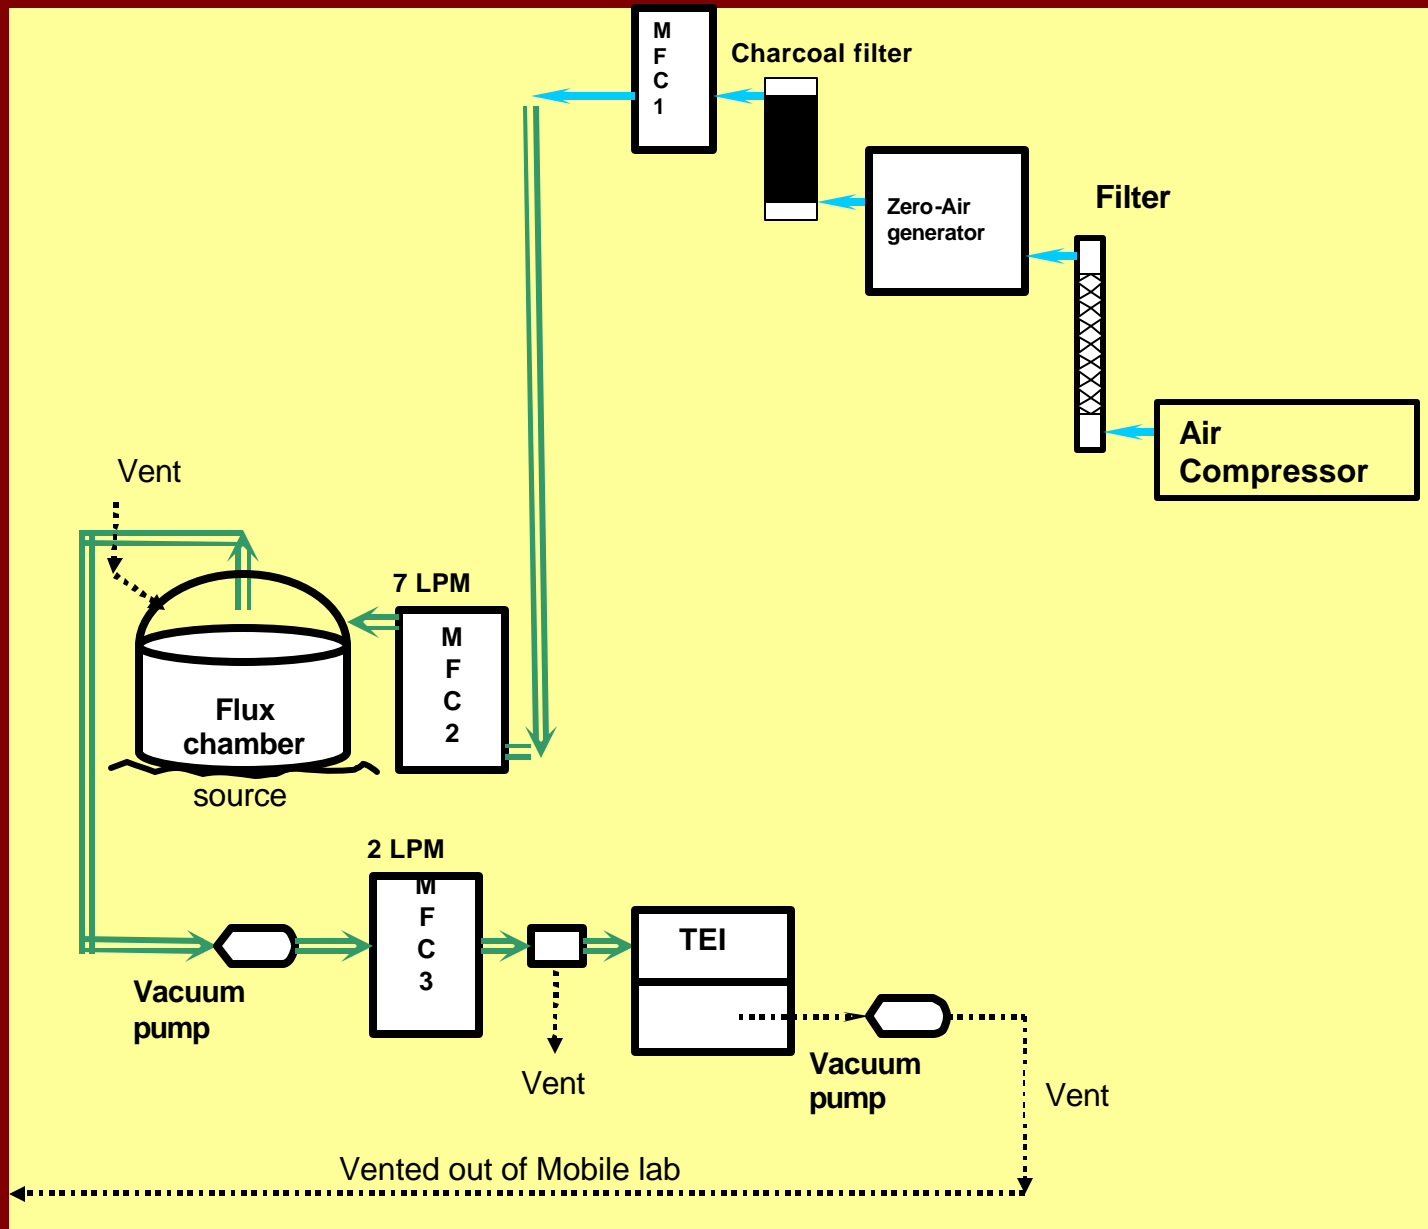 M
F
C
1
Charcoal filter
Zero-Air
generator
Filter
Air
Compressor
Vent
7 LPM
M
F
C
2
Flux
chamber
source
2 LPM
M
F
C
3
TEI
Vacuum
pump
Vent
Vacuum
pump
Vent
Vented out of Mobile lab